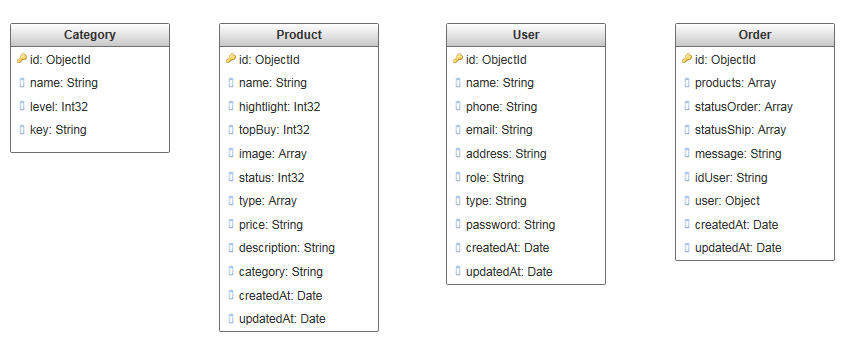 Category
id: ObjectId
name: String
level: Int32
key: String
Product
id: ObjectId
name: String
hightlight: Int32
topBuy: Int32
image: Array
status: Int32
type: Array
price: String
description: String
category: String
createdAt: Date
updatedAt: Date
User
id: ObjectId
name: String
phone: String
email: String
address: String
role: String
type: String
password: String
createdAt: Date
updatedAt: Date
Order
id: ObjectId
products: Array
statusOrder: Array
statusShip: Array
message: String
idUser: String
user: Object
createdAt: Date
updatedAt: Date